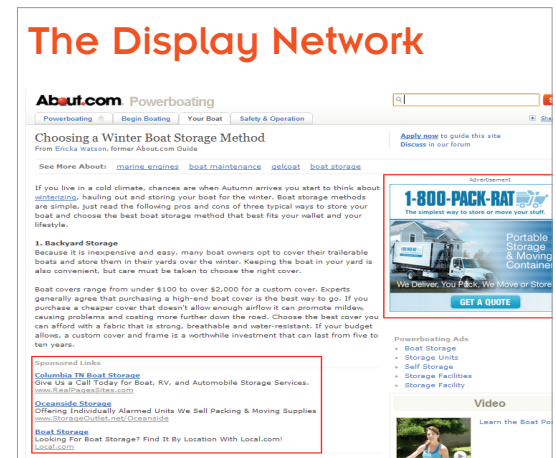 The Display Network
About.com Powerboating
Powerboating Begin Boating Your Boat Safety & Operation
Choosing a Winter Boat Storage Method
From Ericka Watson, former About.com Guide
Apply now to guide this site
Discuss in our forum
See More About: marine engines boat maintenance gelcoat boat storage
If you live in a cold climate, chances are when Autumn arrives you start to think about
winterizing, hauling out and storing your boat for the winter. Boat storage methods
are simple, just read the following pros and cons of three typical ways to store your
boat and choose the best boat storage method that best fits your wallet and your
lifestyle.
1. Backyard Storage
Because it is inexpensive and easy, many boat owners opt to cover their trailerable
boats and store them in their yards over the winter. Keeping the boat in your yard is
also convenient, but care must be taken to choose the right cover.
Boat covers range from under $100 to over $2,000 for a custom cover. Experts
generally agree that purchasing a high-end boat cover is the best way to go. If you
purchase a cheaper cover that doesn't allow enough airflow it can promote mildew,
causing problems and costing more further down the road. Choose the best cover you
can afford with a fabric that is strong, breathable and water-resistant. If your budget
allows, a custom cover and frame is a worthwhile investment that can last from five to
ten years.
Sponsored Links
Columbia TN Boat Storage
Give Us a Call Today for Boat, RV, and Automobile Storage Services.
www.RealPagesSites.com
Oceanside Storage
Offering Individually Alarmed Units We Sell Packing & Moving Supplies
www.StorageOutlet.net/Oceanside
Boat Storage
Looking For Boat Storage? Find It By Location With Local.com!
Local.com
Advertisement
1-800-PACK-RAT
The simplest way to store or move your stuff.
Portable
Storage
& Moving
Container
We Deliver, You Pack, We Move or Store
GET A QUOTE
Powerboating Ads
Boat Storage
Storage Units
Self Storage
Storage Facilities
Storage Facility
Video
Learn the Boat Po